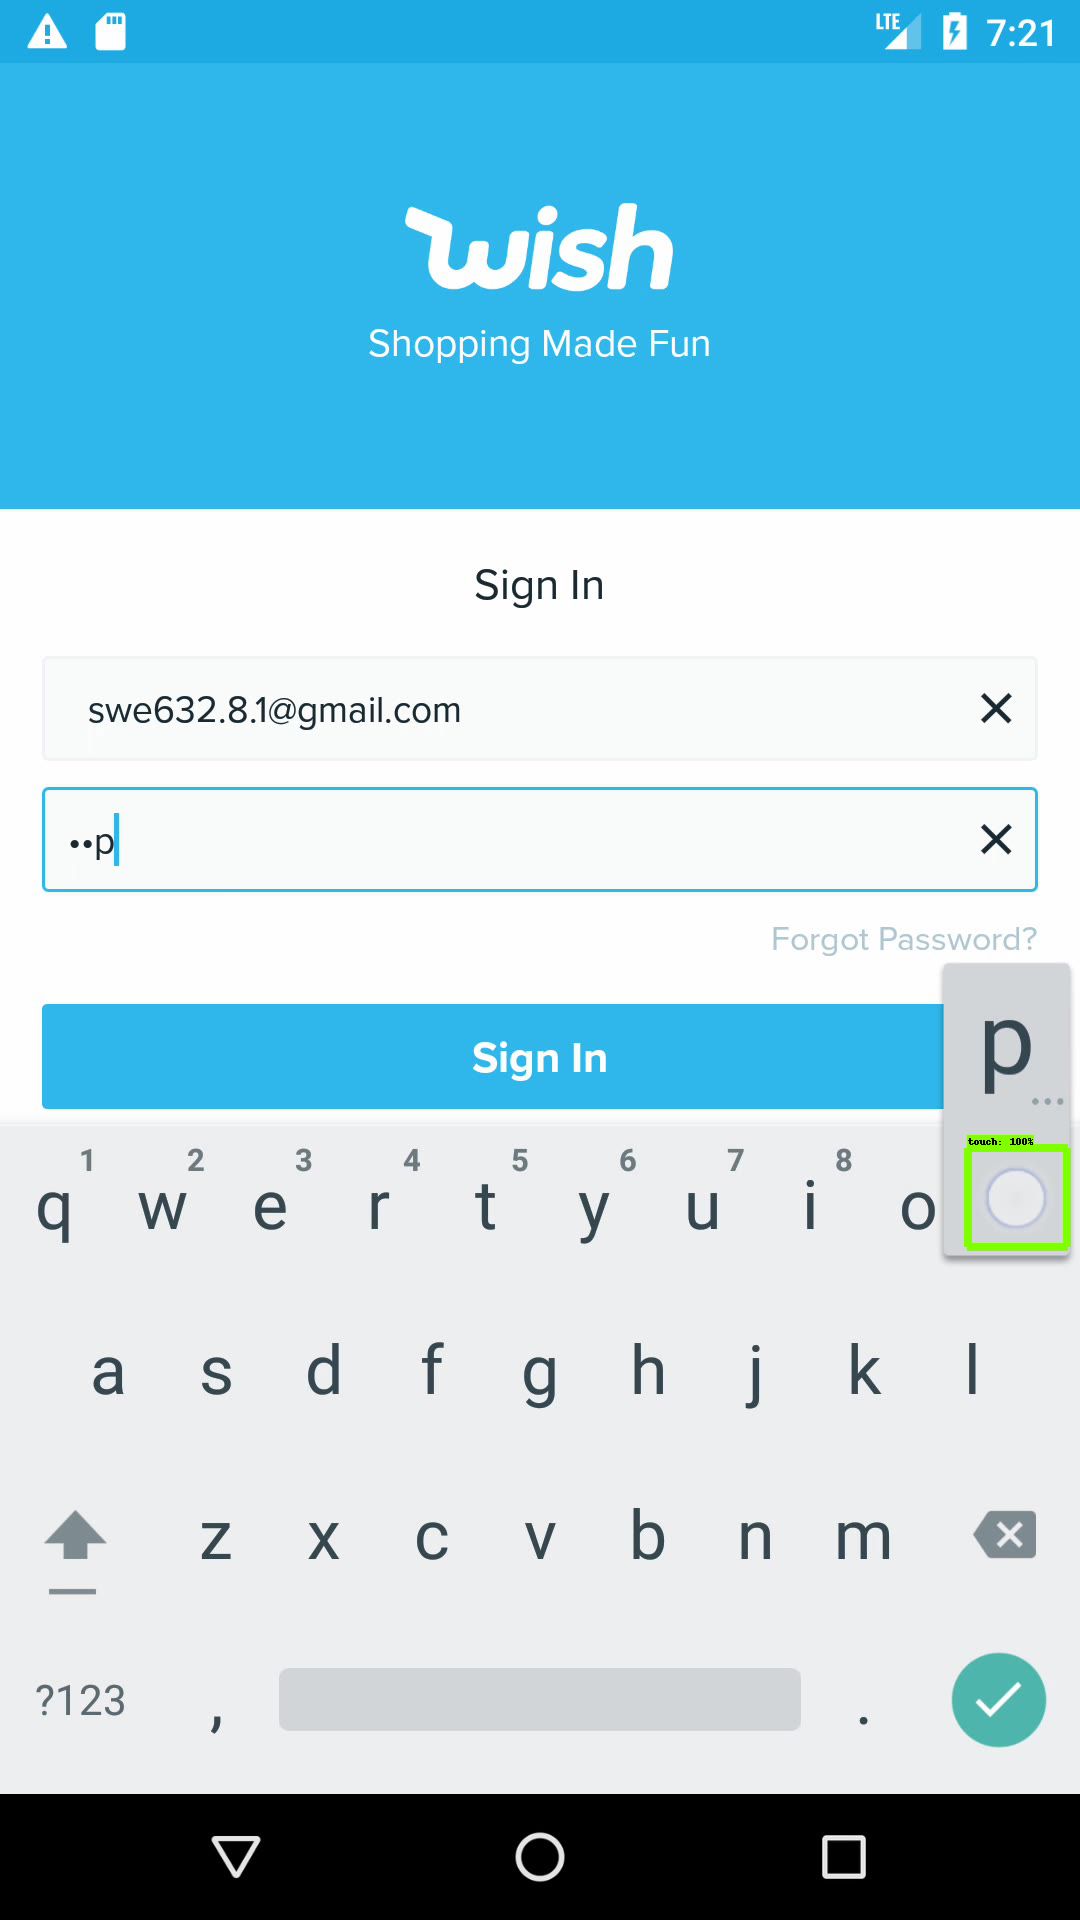 LTE 7:21
wish
Shopping Made Fun
Sign In
swe632.8.1@gmail.com
••p
Forgot Password?
Sign In
p
...
touch: 100%
1 2 3 4 5 6 7 8
q w e r t y u i o
a s d f g h j k l
z x c v b n m
?123 , .